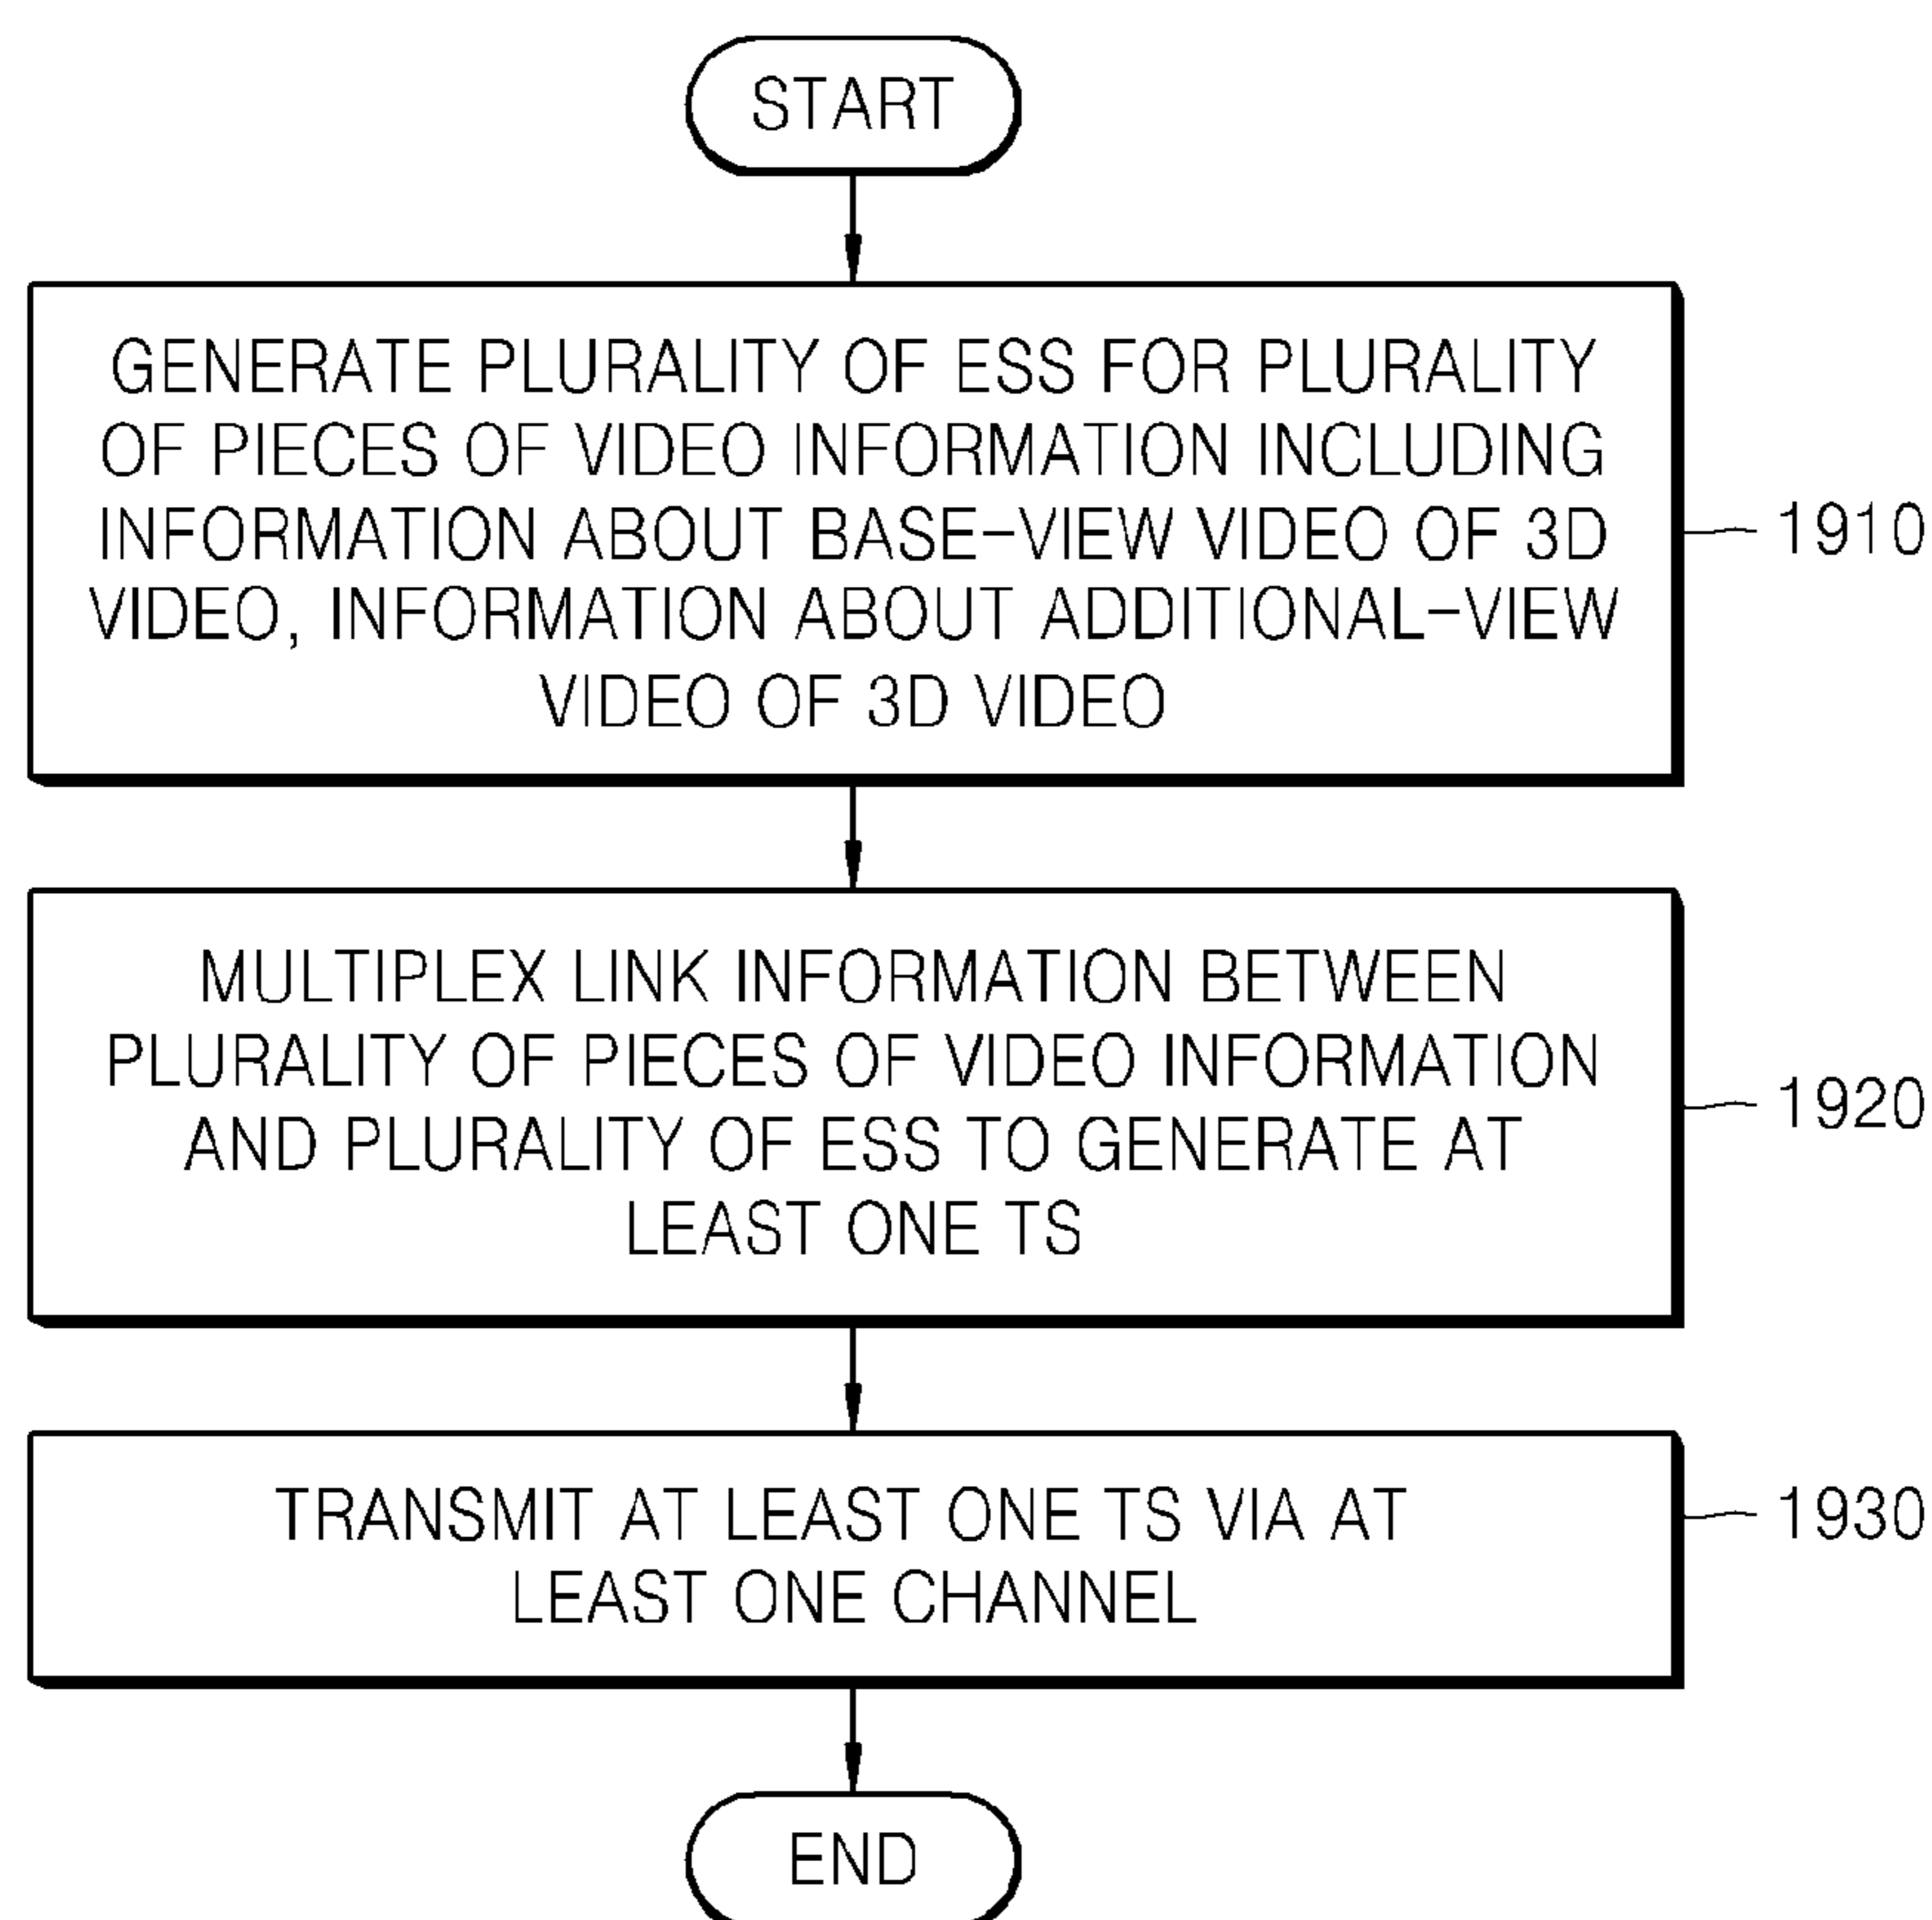 START
GENERATE PLURALITY OF ESS FOR PLURALITY
OF PIECES OF VIDEO INFORMATION INCLUDING
INFORMATION ABOUT BASE-VIEW VIDEO OF 3D
VIDEO, INFORMATION ABOUT ADDITIONAL-VIEW
VIDEO OF 3D VIDEO
1910
MULTIPLEX LINK INFORMATION BETWEEN
PLURALITY OF PIECES OF VIDEO INFORMATION
AND PLURALITY OF ESS TO GENERATE AT
LEAST ONE TS
1920
TRANSMIT AT LEAST ONE TS VIA AT
LEAST ONE CHANNEL
1930
END